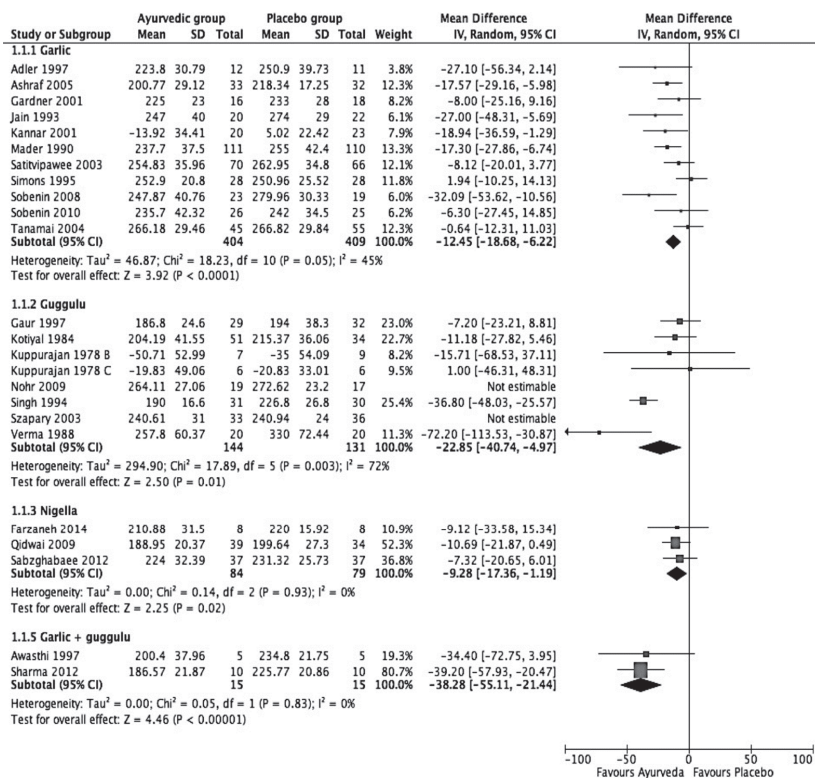 Ayurvedic group Placebo group Mean Difference Mean Difference
Study or Subgroup Mean SD Total Mean SD Total Weight IV, Random, 95% CI IV, Random, 95% CI
1.1.1 Garlic
Adler 1997 223.8 30.79 12 250.9 39.73 11 3.8% −27.10 [−56.34, 2.14]
Ashraf 2005 200.77 29.12 33 218.34 17.25 32 12.5% −17.57 [−29.16, −5.98]
Gardner 2001 225 23 16 233 28 18 8.2% −8.00 [−25.16, 9.16]
Jain 1993 247 40 20 274 29 22 6.1% −27.00 [−48.31, −5.69]
Kannar 2001 −13.92 34.41 20 5.02 22.42 23 7.9% −18.94 [−36.59, −1.29]
Mader 1990 237.7 37.5 111 255 42.4 110 13.3% −17.30 [−27.86, −6.74]
Satitvipawee 2003 254.83 35.96 70 262.95 34.8 66 12.1% −8.12 [−20.01, 3.77]
Simons 1995 252.9 20.8 28 250.96 25.52 28 11.8% 1.94 [−10.25, 14.13]
Sobenin 2008 247.87 40.76 23 279.96 30.33 19 6.0% −32.09 [−53.62, −10.56]
Sobenin 2010 235.7 42.32 26 242 34.5 25 6.1% −6.30 [−27.45, 14.85]
Tanamai 2004 266.18 29.46 45 266.82 29.84 55 12.3% −0.64 [−12.31, 11.03]
Subtotal (95% CI) 404 409 100.0% −12.45 [−18.68, −6.22]
Heterogeneity: Tau² = 46.87; Chi² = 18.23, df = 10 (P = 0.05); I² = 45%
Test for overall effect: Z = 3.92 (P < 0.0001)
1.1.2 Guggulu
Gaur 1997 186.8 24.6 29 194 38.3 32 23.0% −7.20 [−23.21, 8.81]
Kotiyal 1984 204.19 41.55 51 215.37 36.06 34 22.7% −11.18 [−27.82, 5.46]
Kuppurajan 1978 B −50.71 52.99 7 −35 54.09 9 8.2% −15.71 [−68.53, 37.11]
Kuppurajan 1978 C −19.83 49.06 6 −20.83 33.01 6 9.5% 1.00 [−46.31, 48.31]
Nohr 2009 264.11 27.06 19 272.62 23.2 17 Not estimable
Singh 1994 190 16.6 31 226.8 26.8 30 25.4% −36.80 [−48.03, −25.57]
Szapary 2003 240.61 31 33 240.94 24 36 Not estimable
Verma 1988 257.8 60.37 20 330 72.44 20 11.3% −72.20 [−113.53, −30.87]
Subtotal (95% CI) 144 131 100.0% −22.85 [−40.74, −4.97]
Heterogeneity: Tau² = 294.90; Chi² = 17.89, df = 5 (P = 0.003); I² = 72%
Test for overall effect: Z = 2.50 (P = 0.01)
1.1.3 Nigella
Farzaneh 2014 210.88 31.5 8 220 15.92 8 10.9% −9.12 [−33.58, 15.34]
Qidwai 2009 188.95 20.37 39 199.64 27.3 34 52.3% −10.69 [−21.87, 0.49]
Sabzghabaee 2012 224 32.39 37 231.32 25.73 37 36.8% −7.32 [−20.65, 6.01]
Subtotal (95% CI) 84 79 100.0% −9.28 [−17.36, −1.19]
Heterogeneity: Tau² = 0.00; Chi² = 0.14, df = 2 (P = 0.93); I² = 0%
Test for overall effect: Z = 2.25 (P = 0.02)
1.1.5 Garlic + guggulu
Awasthi 1997 200.4 37.96 5 234.8 21.75 5 19.3% −34.40 [−72.75, 3.95]
Sharma 2012 186.57 21.87 10 225.77 20.86 10 80.7% −39.20 [−57.93, −20.47]
Subtotal (95% CI) 15 15 100.0% −38.28 [−55.11, −21.44]
Heterogeneity: Tau² = 0.00; Chi² = 0.05, df = 1 (P = 0.83); I² = 0%
Test for overall effect: Z = 4.46 (P < 0.00001)
−100 −50 0 50 100
Favours Ayurveda Favours Placebo